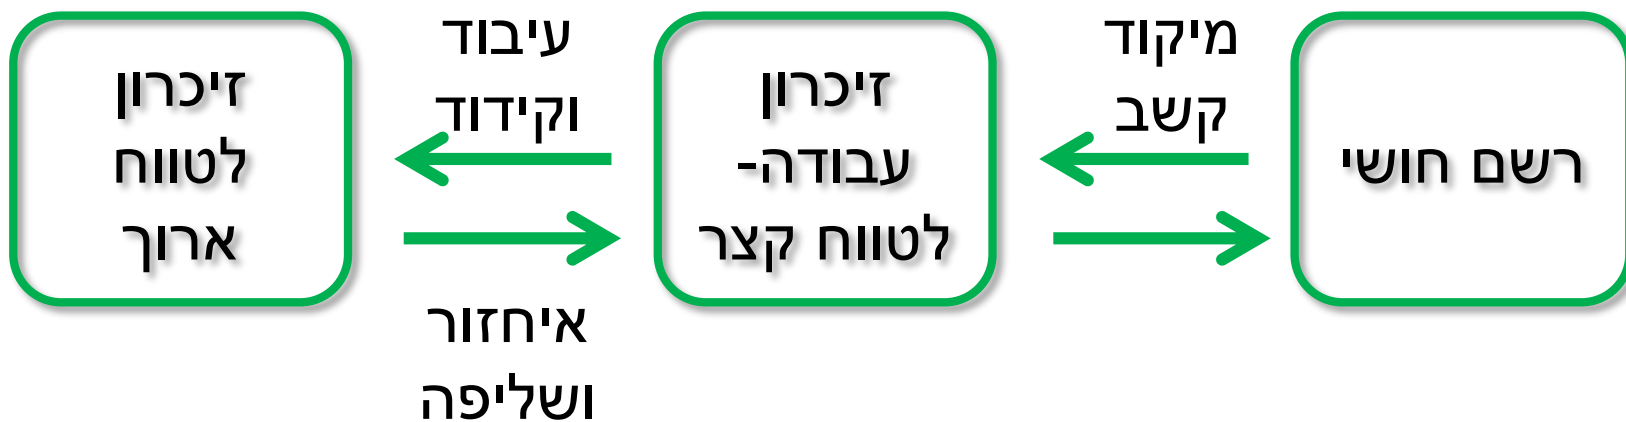 רשם חושי
מיקוד
קשב
זיכרון
עבודה-
לטווח קצר
עיבוד
וקידוד
איחזור
ושליפה
זיכרון
לטווח
ארוך